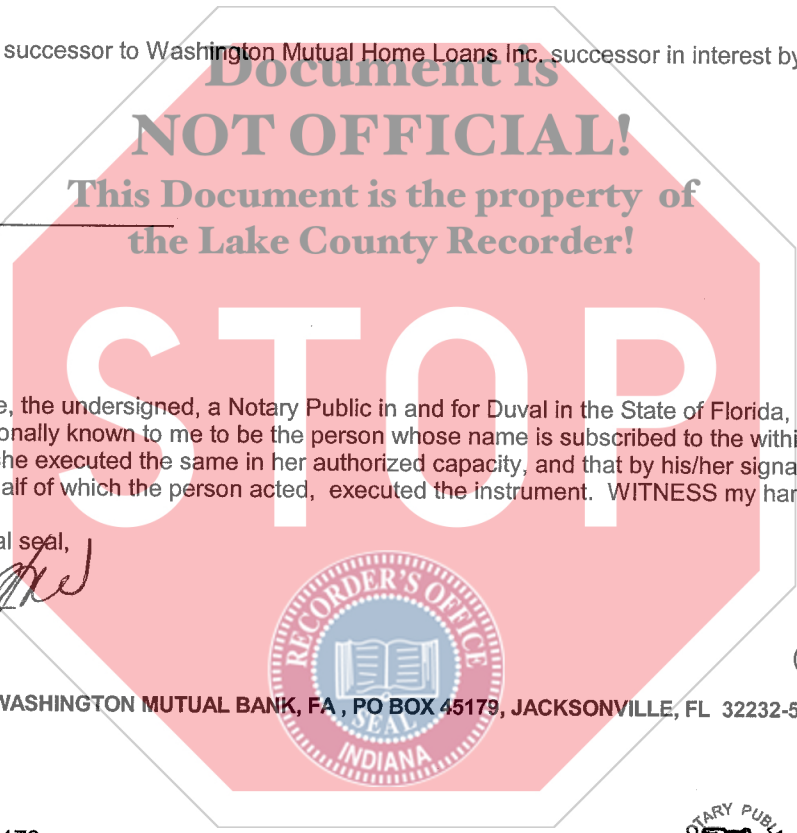 successor to Washington Mutual Home Loans Inc. successor in interest by
Document is
NOT OFFICIAL!
This Document is the property of
the Lake County Recorder!
STOP
e, the undersigned, a Notary Public in and for Duval in the State of Florida,
onally known to me to be the person whose name is subscribed to the withi
he executed the same in her authorized capacity, and that by his/her signa
alf of which the person acted, executed the instrument. WITNESS my har
al seal,
RECORDER'S OFFICE
SEAL
INDIANA
WASHINGTON MUTUAL BANK, FA , PO BOX 45179, JACKSONVILLE, FL 32232-5
TARY PUB